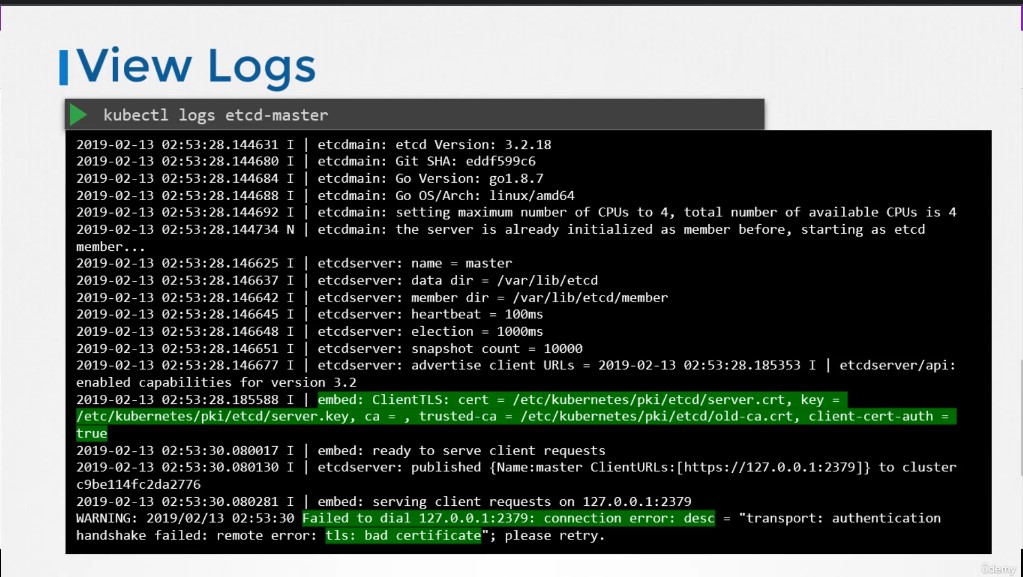 View Logs
kubectl logs etcd-master
2019-02-13 02:53:28.144631 I | etcdmain: etcd Version: 3.2.18
2019-02-13 02:53:28.144680 I | etcdmain: Git SHA: eddf599c6
2019-02-13 02:53:28.144684 I | etcdmain: Go Version: go1.8.7
2019-02-13 02:53:28.144688 I | etcdmain: Go OS/Arch: linux/amd64
2019-02-13 02:53:28.144692 I | etcdmain: setting maximum number of CPUs to 4, total number of available CPUs is 4
2019-02-13 02:53:28.144734 N | etcdmain: the server is already initialized as member before, starting as etcd
member...
2019-02-13 02:53:28.146625 I | etcdserver: name = master
2019-02-13 02:53:28.146637 I | etcdserver: data dir = /var/lib/etcd
2019-02-13 02:53:28.146642 I | etcdserver: member dir = /var/lib/etcd/member
2019-02-13 02:53:28.146645 I | etcdserver: heartbeat = 100ms
2019-02-13 02:53:28.146648 I | etcdserver: election = 1000ms
2019-02-13 02:53:28.146651 I | etcdserver: snapshot count = 10000
2019-02-13 02:53:28.146677 I | etcdserver: advertise client URLs = 2019-02-13 02:53:28.185353 I | etcdserver/api:
enabled capabilities for version 3.2
2019-02-13 02:53:28.185588 I | embed: ClientTLS: cert = /etc/kubernetes/pki/etcd/server.crt, key =
/etc/kubernetes/pki/etcd/server.key, ca = , trusted-ca = /etc/kubernetes/pki/etcd/old-ca.crt, client-cert-auth =
true
2019-02-13 02:53:30.080017 I | embed: ready to serve client requests
2019-02-13 02:53:30.080130 I | etcdserver: published {Name:master ClientURLs:[https://127.0.0.1:2379]} to cluster
c9be114fc2da2776
2019-02-13 02:53:30.080281 I | embed: serving client requests on 127.0.0.1:2379
WARNING: 2019/02/13 02:53:30 Failed to dial 127.0.0.1:2379: connection error: desc = "transport: authentication
handshake failed: remote error: tls: bad certificate"; please retry.
ûdemy